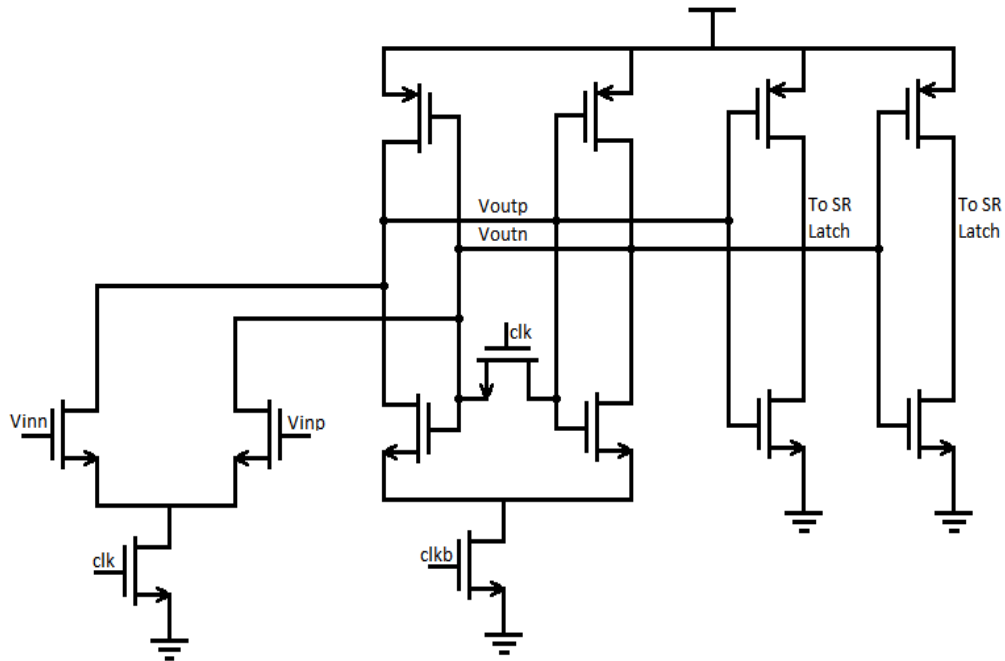 Voutp
Voutn
To SR
Latch
To SR
Latch
clk
Vinn
Vinp
clk
clkb